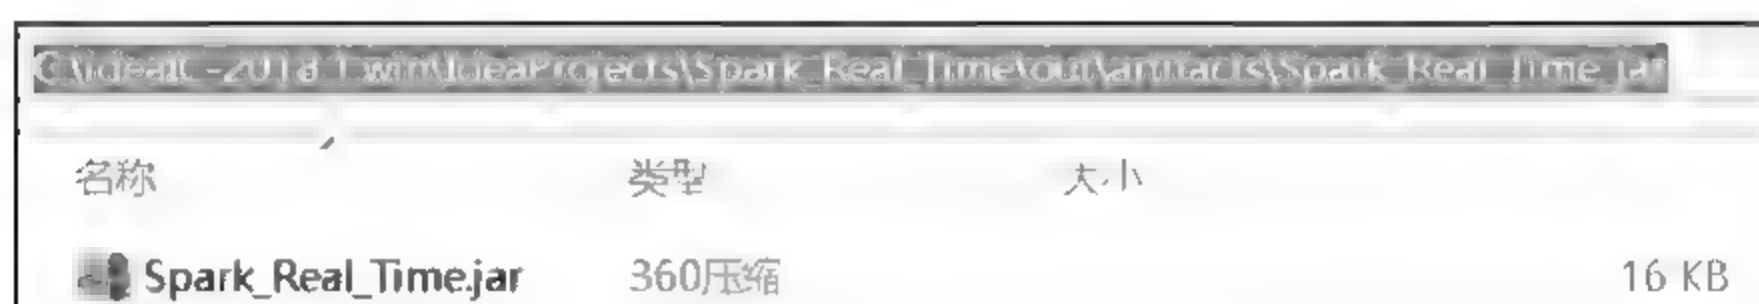 G:\ideaIC-2018.1.win\IdeaProjects\Spark_Real_Time\out\artifacts\Spark_Real_Time_jar
名称 类型 大小
Spark_Real_Time.jar 360压缩 16 KB